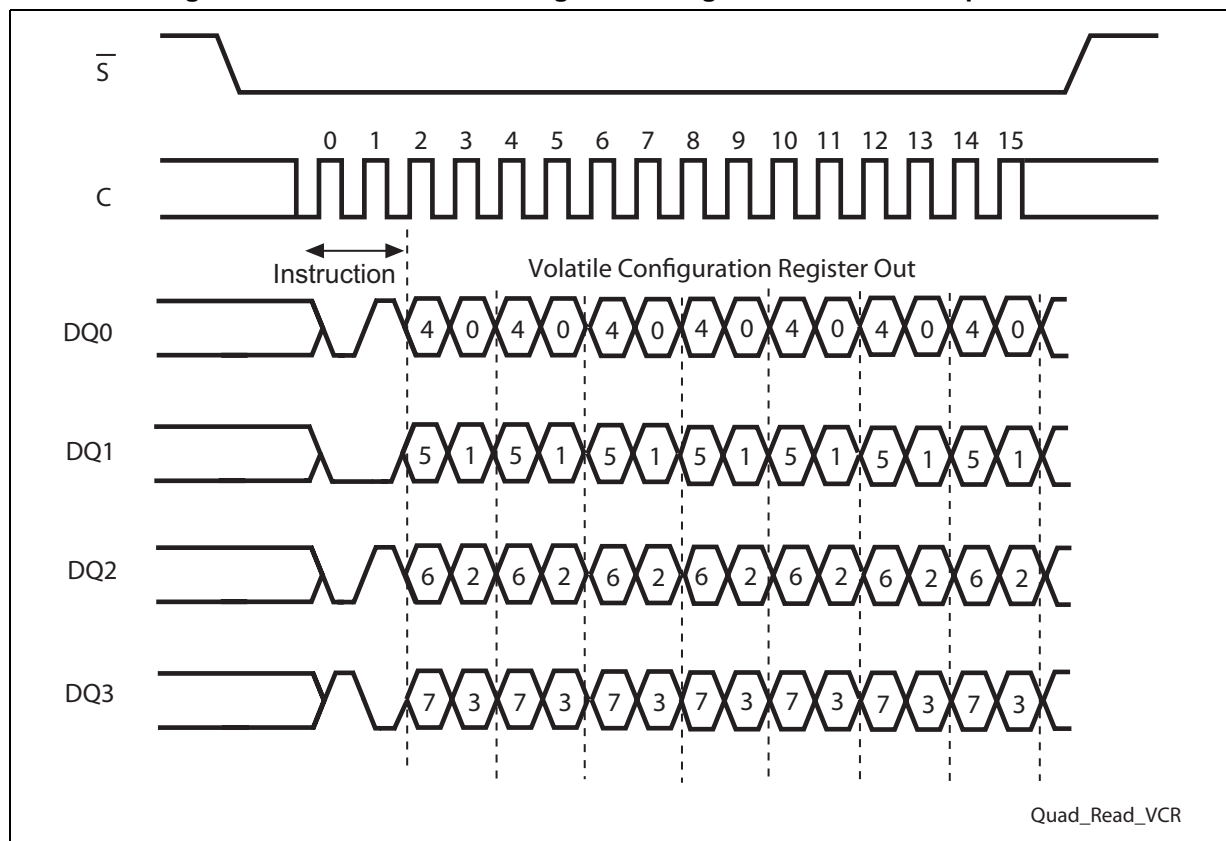 S
0 1 2 3 4 5 6 7 8 9 10 11 12 13 14 15
C
Instruction
Volatile Configuration Register Out
DQ0 4 0 4 0 4 0 4 0 4 0 4 0 4 0
DQ1 5 1 5 1 5 1 5 1 5 1 5 1 5 1
DQ2 6 2 6 2 6 2 6 2 6 2 6 2 6 2
DQ3 7 3 7 3 7 3 7 3 7 3 7 3 7 3
Quad_Read_VCR